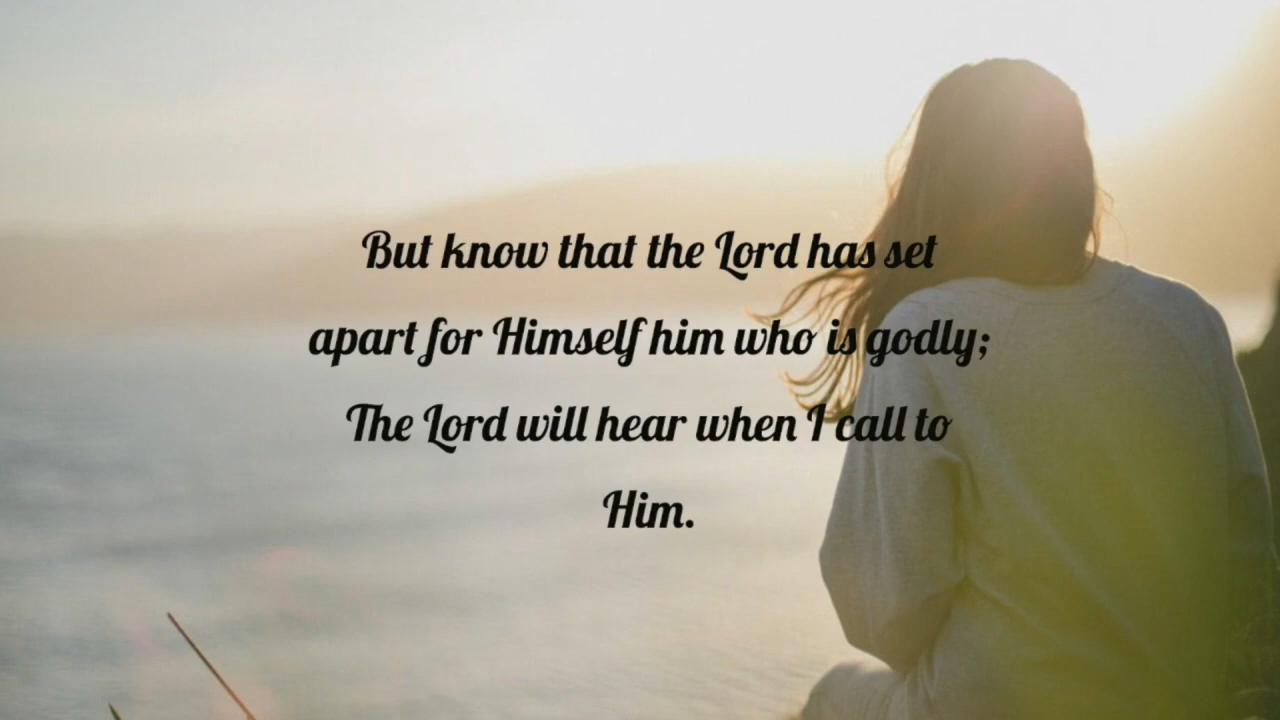 But know that the Lord has set
apart for Himself him who is godly;
The Lord will hear when I call to
Him.